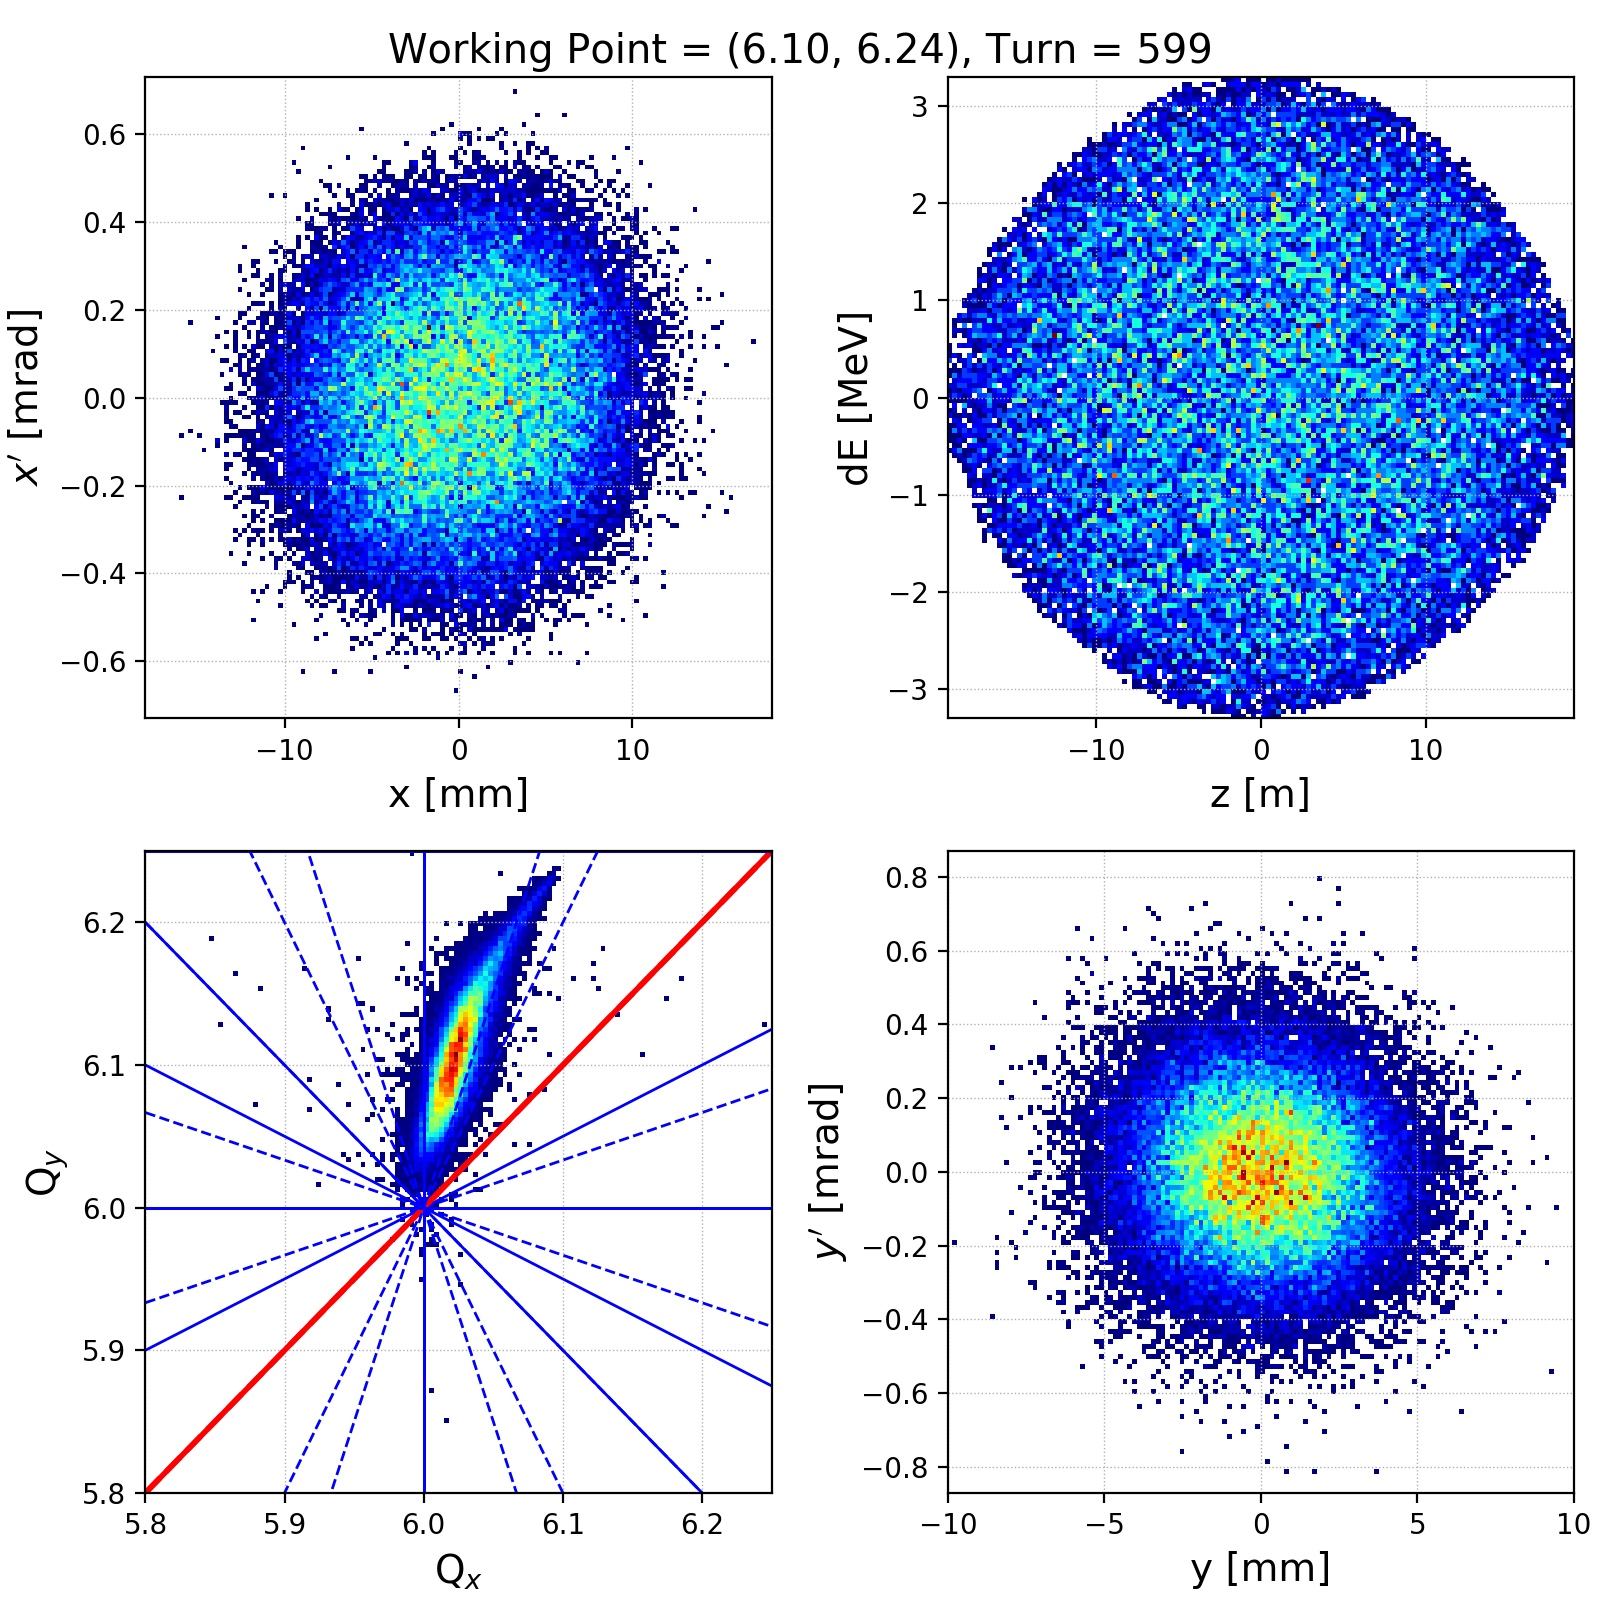 Working Point = (6.10, 6.24), Turn = 599
0.6
0.4
0.2
0.0
−0.2
−0.4
−0.6
x′ [mrad]
−10 0 10
x [mm]
3
2
1
0
−1
−2
−3
dE [MeV]
−10 0 10
z [m]
6.2
6.1
6.0
5.9
5.8
Qy
5.8 5.9 6.0 6.1 6.2
Qx
0.8
0.6
0.4
0.2
0.0
−0.2
−0.4
−0.6
−0.8
y′ [mrad]
−10 −5 0 5 10
y [mm]